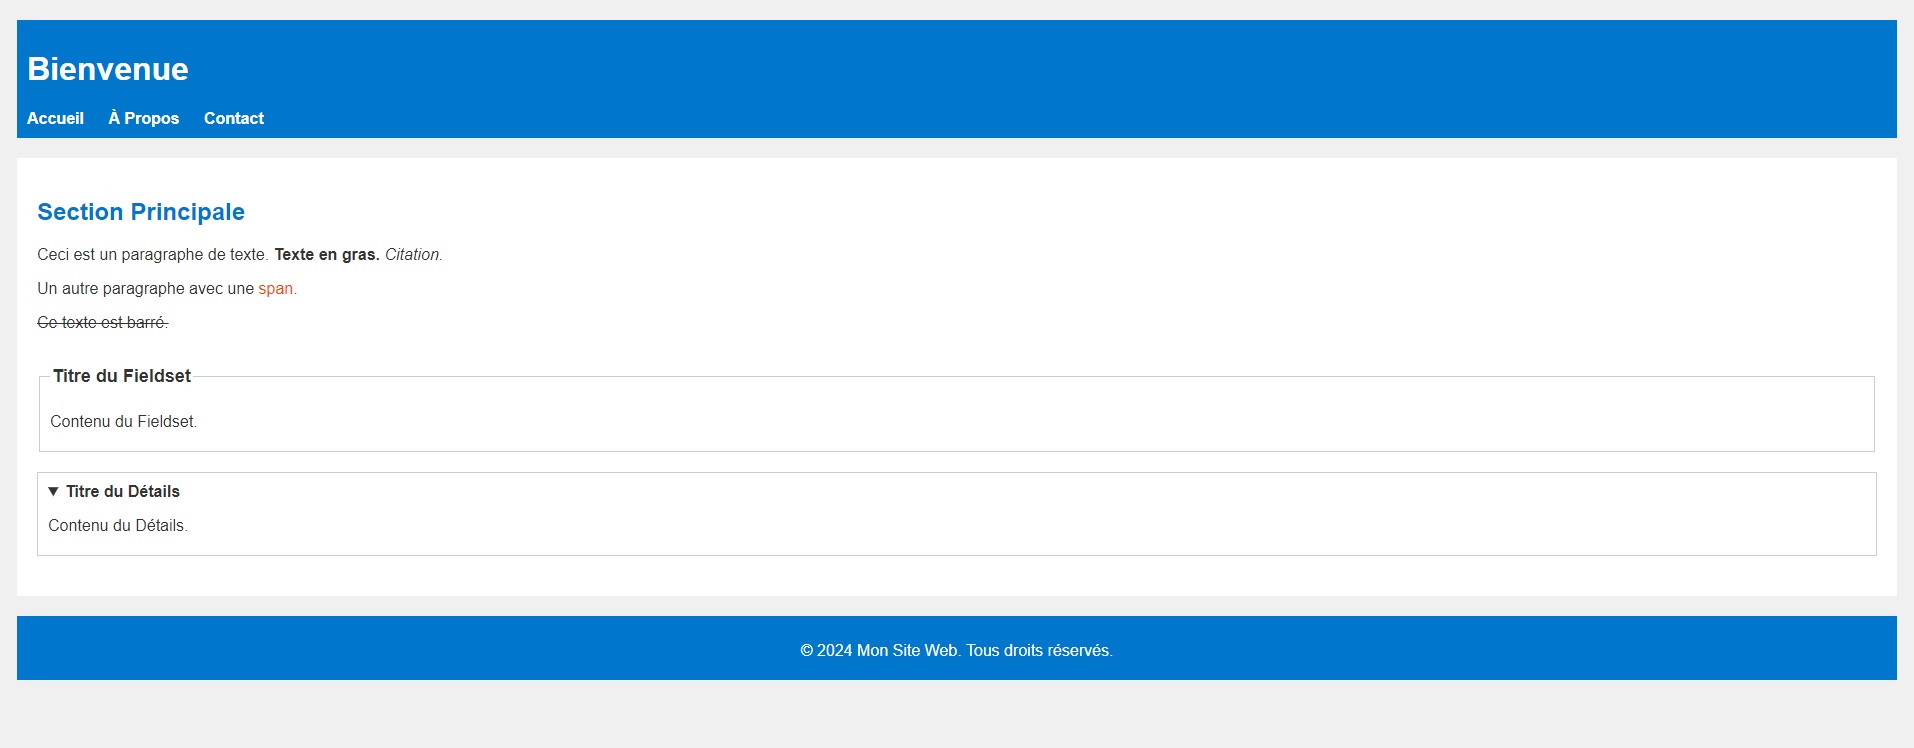 Bienvenue
Accueil À Propos Contact
Section Principale
Ceci est un paragraphe de texte. Texte en gras. Citation.
Un autre paragraphe avec une span.
Ce texte est barré.
Titre du Fieldset
Contenu du Fieldset.
▼ Titre du Détails
Contenu du Détails.
© 2024 Mon Site Web. Tous droits réservés.